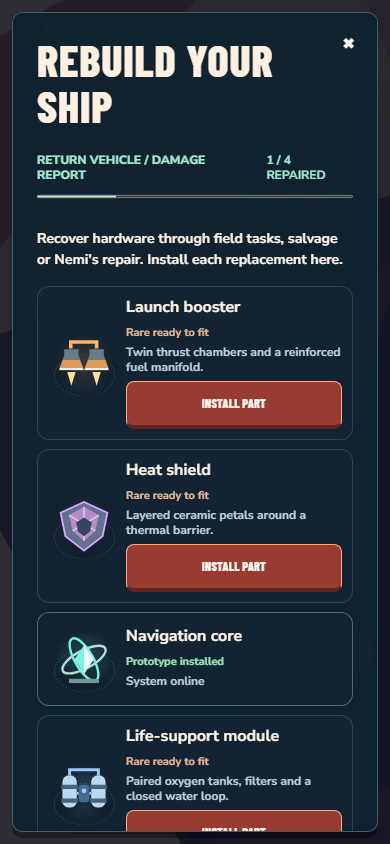 REBUILD YOUR
SHIP
RETURN VEHICLE / DAMAGE
REPORT
1 / 4
REPAIRED
Recover hardware through field tasks, salvage
or Nemi's repair. Install each replacement here.
Launch booster
Rare ready to fit
Twin thrust chambers and a reinforced
fuel manifold.
INSTALL PART
Heat shield
Rare ready to fit
Layered ceramic petals around a
thermal barrier.
INSTALL PART
Navigation core
Prototype installed
System online
Life-support module
Rare ready to fit
Paired oxygen tanks, filters and a
closed water loop.
INSTALL PART